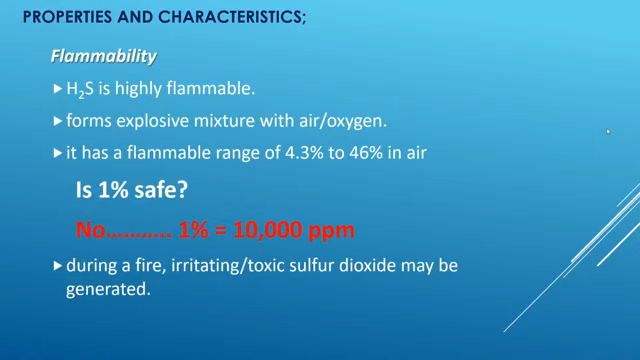 PROPERTIES AND CHARACTERISTICS;
Flammability
H₂S is highly flammable.
forms explosive mixture with air/oxygen.
it has a flammable range of 4.3% to 46% in air
Is 1% safe?
No……….. 1% = 10,000 ppm
during a fire, irritating/toxic sulfur dioxide may be
generated.